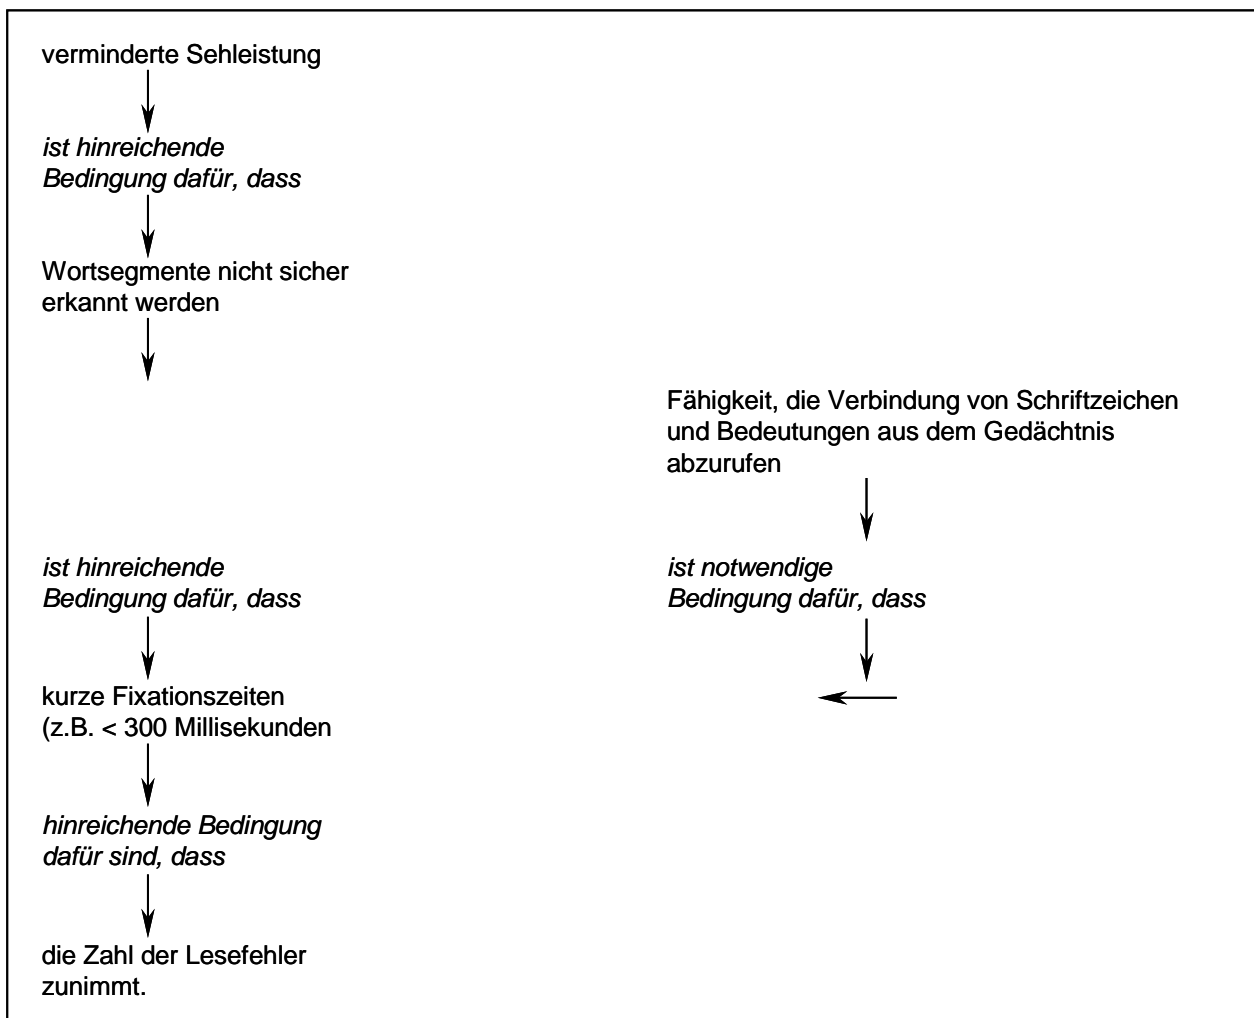 verminderte Sehleistung
ist hinreichende
Bedingung dafür, dass
Wortsegmente nicht sicher
erkannt werden
Fähigkeit, die Verbindung von Schriftzeichen
und Bedeutungen aus dem Gedächtnis
abzurufen
ist hinreichende
Bedingung dafür, dass
ist notwendige
Bedingung dafür, dass
kurze Fixationszeiten
(z.B. < 300 Millisekunden
hinreichende Bedingung
dafür sind, dass
die Zahl der Lesefehler
zunimmt.